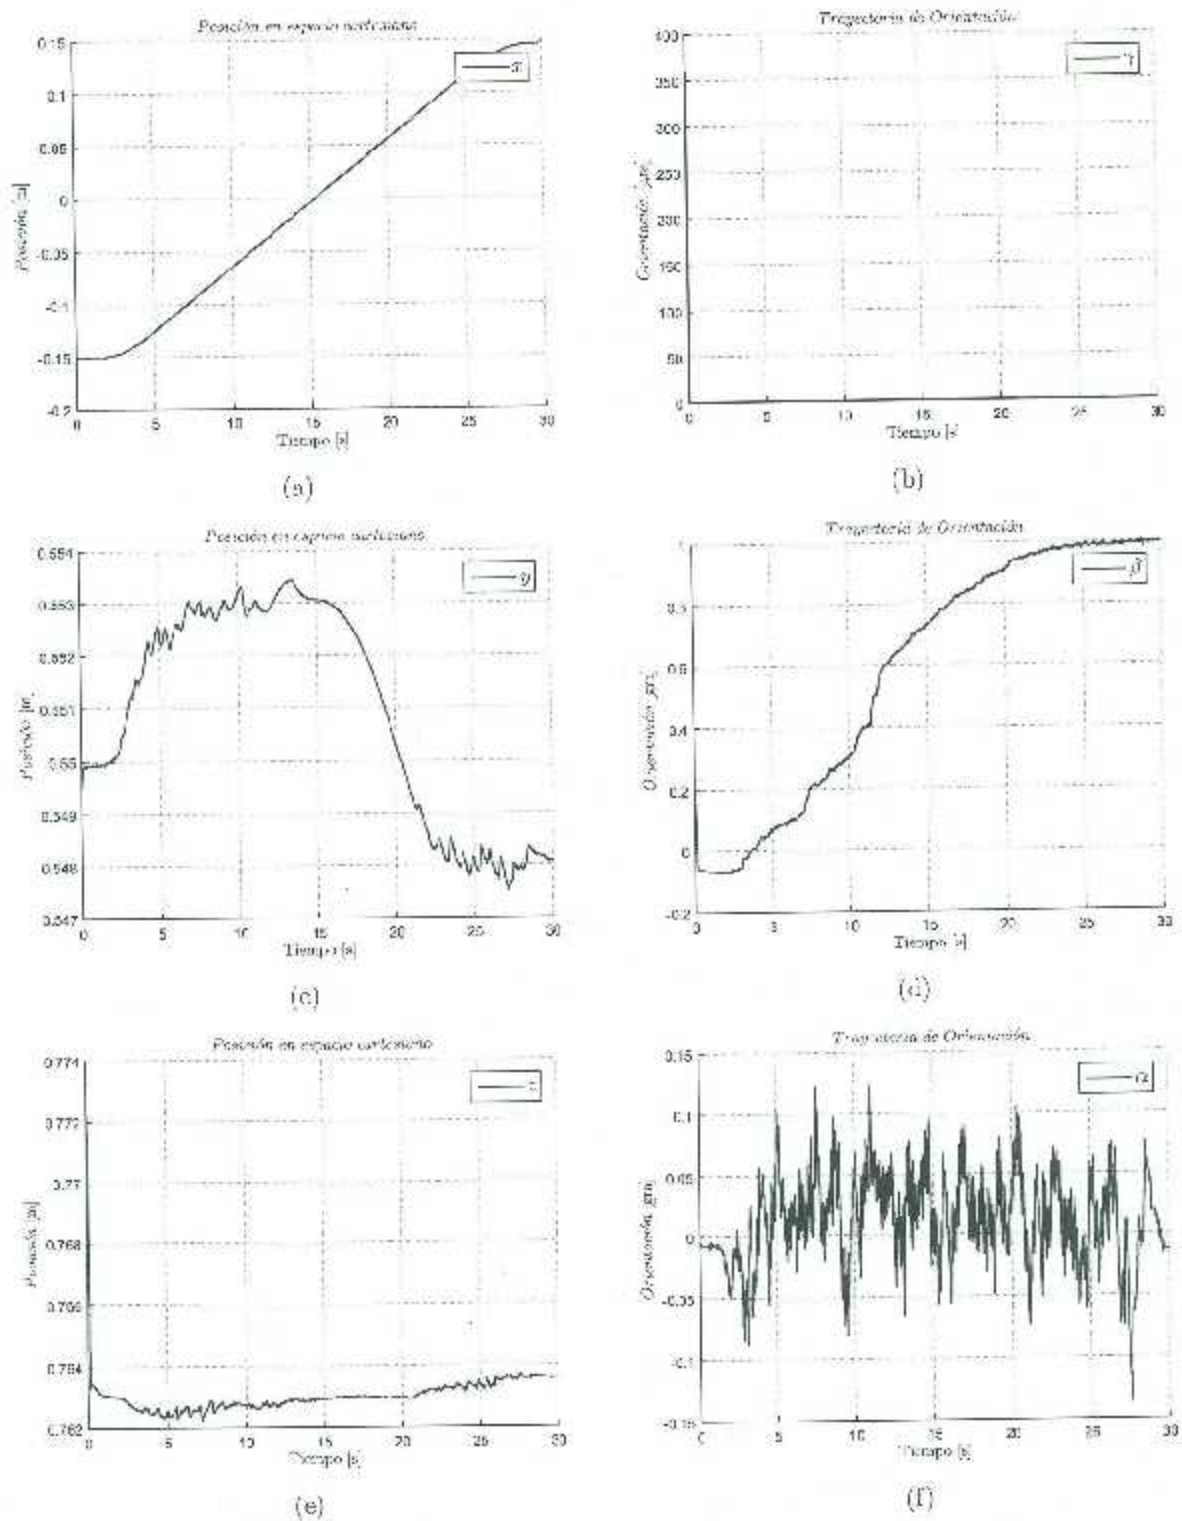 Posición en espacio cartesiano
0.15
0.1
0.05
0
-0.05
-0.1
-0.15
-0.2
Posición [m]
x
0 5 10 15 20 25 30
Tiempo [s]
(a)
Trayectoria de Orientación
400
350
300
250
200
150
100
50
0
Orientación [gra]
γ
0 5 10 15 20 25 30
Tiempo [s]
(b)
Posición en espacio cartesiano
0.554
0.553
0.552
0.551
0.55
0.549
0.548
0.547
Posición [m]
y
0 5 10 15 20 25 30
Tiempo [s]
(c)
Trayectoria de Orientación
1
0.8
0.6
0.4
0.2
0
-0.2
Orientación [gra]
β
0 5 10 15 20 25 30
Tiempo [s]
(d)
Posición en espacio cartesiano
0.774
0.772
0.77
0.768
0.766
0.764
0.762
Posición [m]
z
0 5 10 15 20 25 30
Tiempo [s]
(e)
Trayectoria de Orientación
0.15
0.1
0.05
0
-0.05
-0.1
-0.15
Orientación [gra]
α
0 5 10 15 20 25 30
Tiempo [s]
(f)